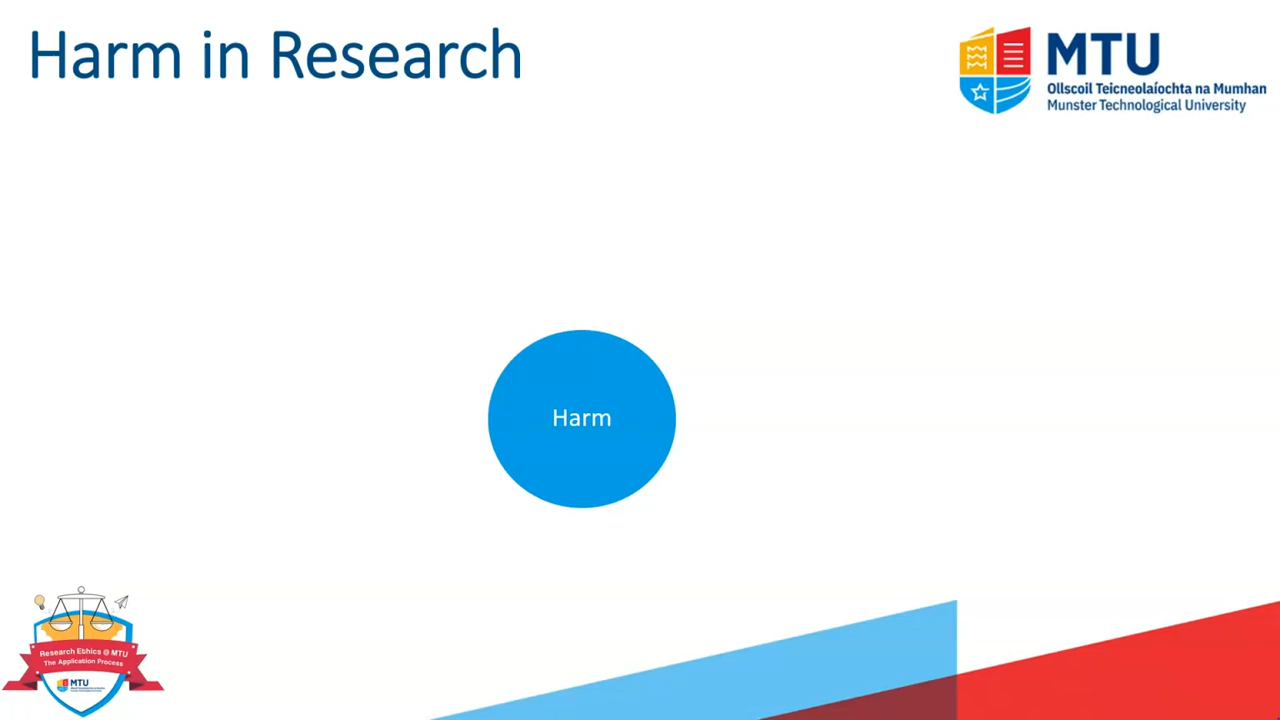 Harm in Research
MTU
Ollscoil Teicneolaíochta na Mumhan
Munster Technological University
Harm
Research Ethics @ MTU
The Application Process
MTU